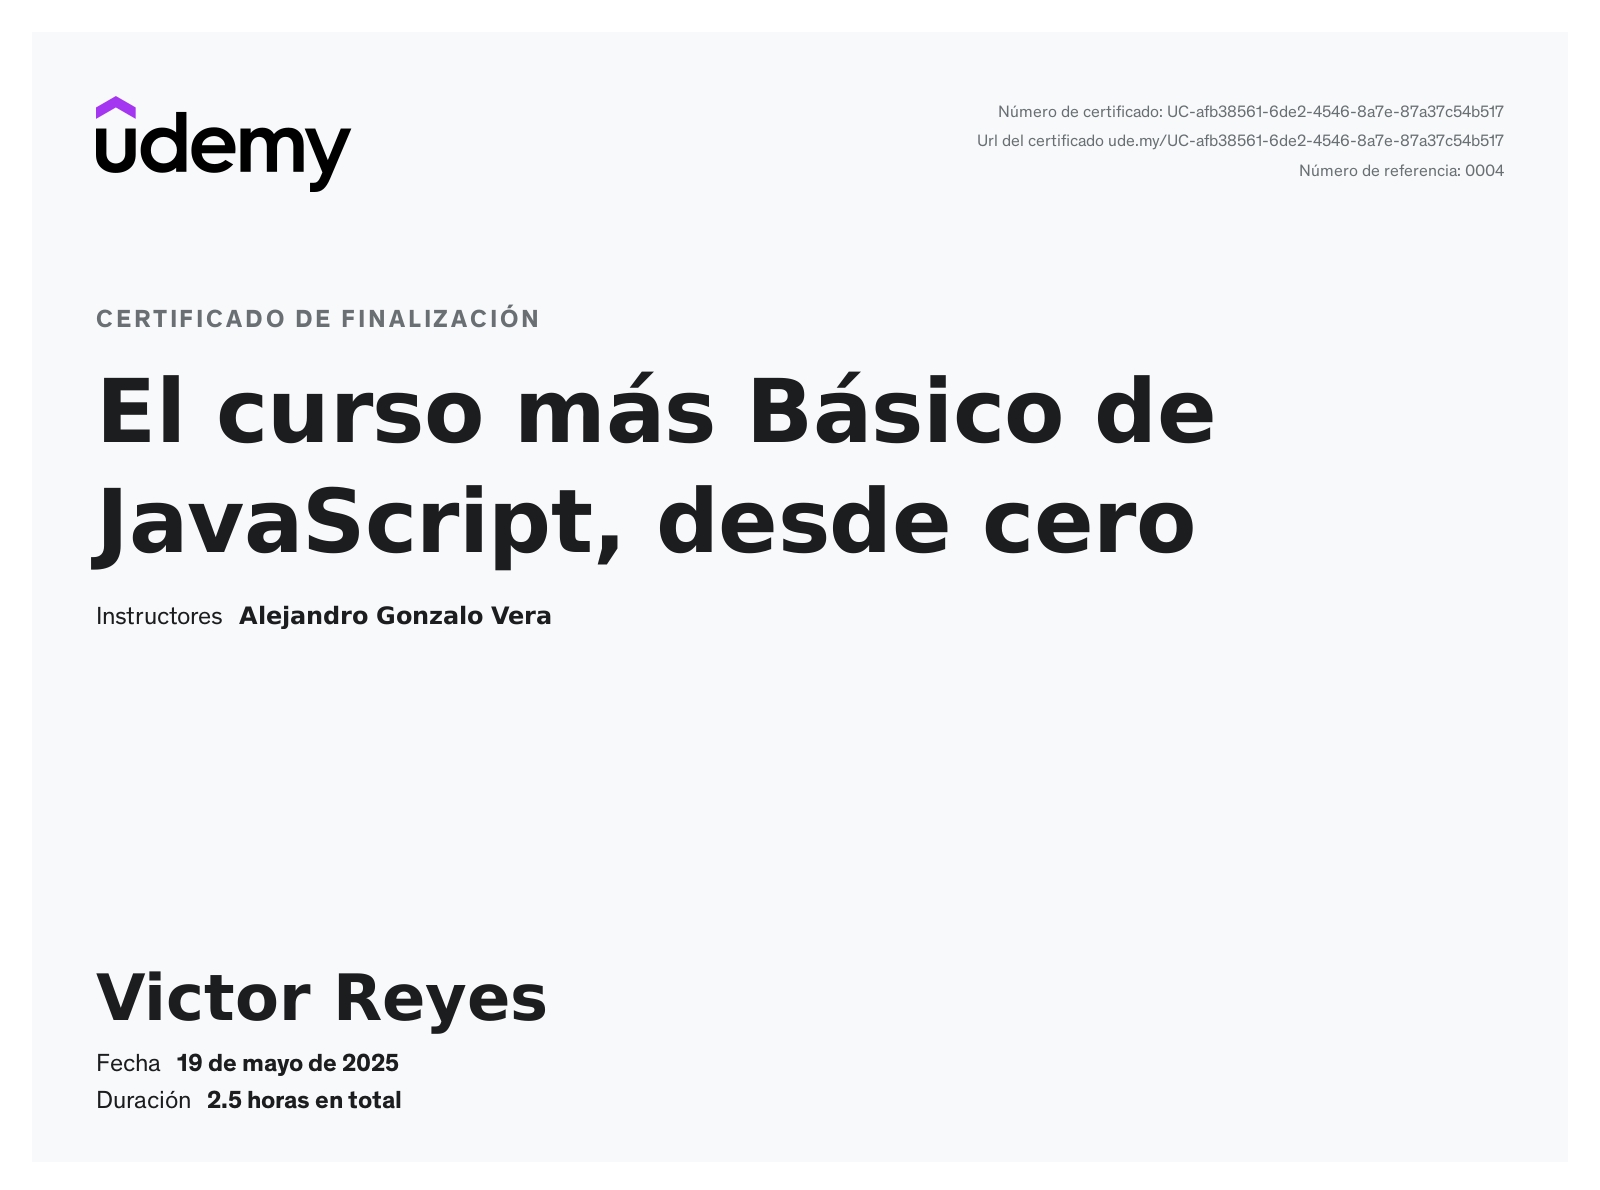 udemy
Número de certificado: UC-afb38561-6de2-4546-8a7e-87a37c54b517
Url del certificado ude.my/UC-afb38561-6de2-4546-8a7e-87a37c54b517
Número de referencia: 0004
CERTIFICADO DE FINALIZACIÓN
El curso más Básico de
JavaScript, desde cero
Instructores Alejandro Gonzalo Vera
Victor Reyes
Fecha 19 de mayo de 2025
Duración 2.5 horas en total